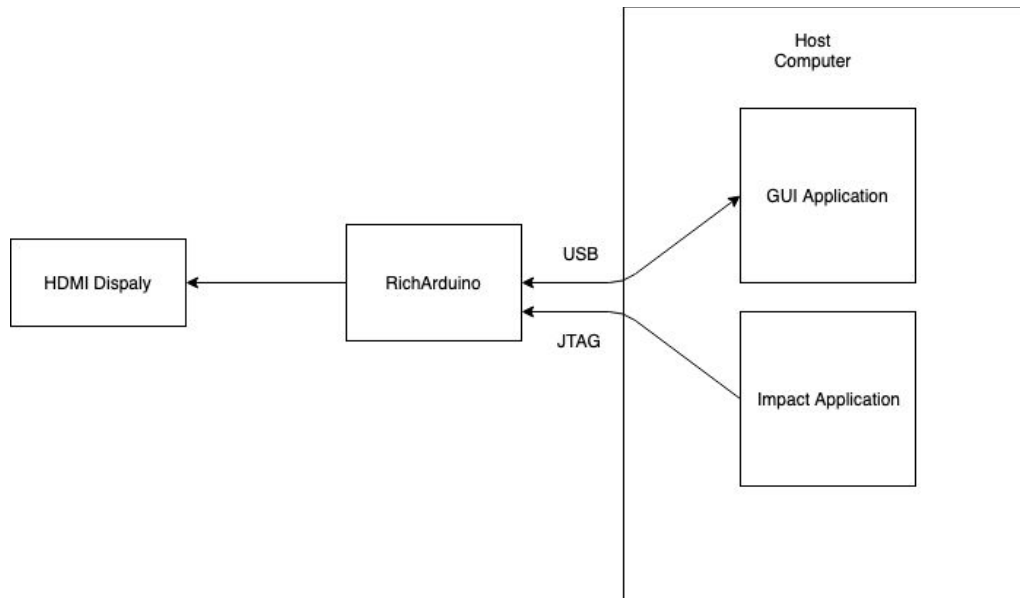 Host
Computer
GUI Application
USB
HDMI Dispaly
RichArduino
JTAG
Impact Application